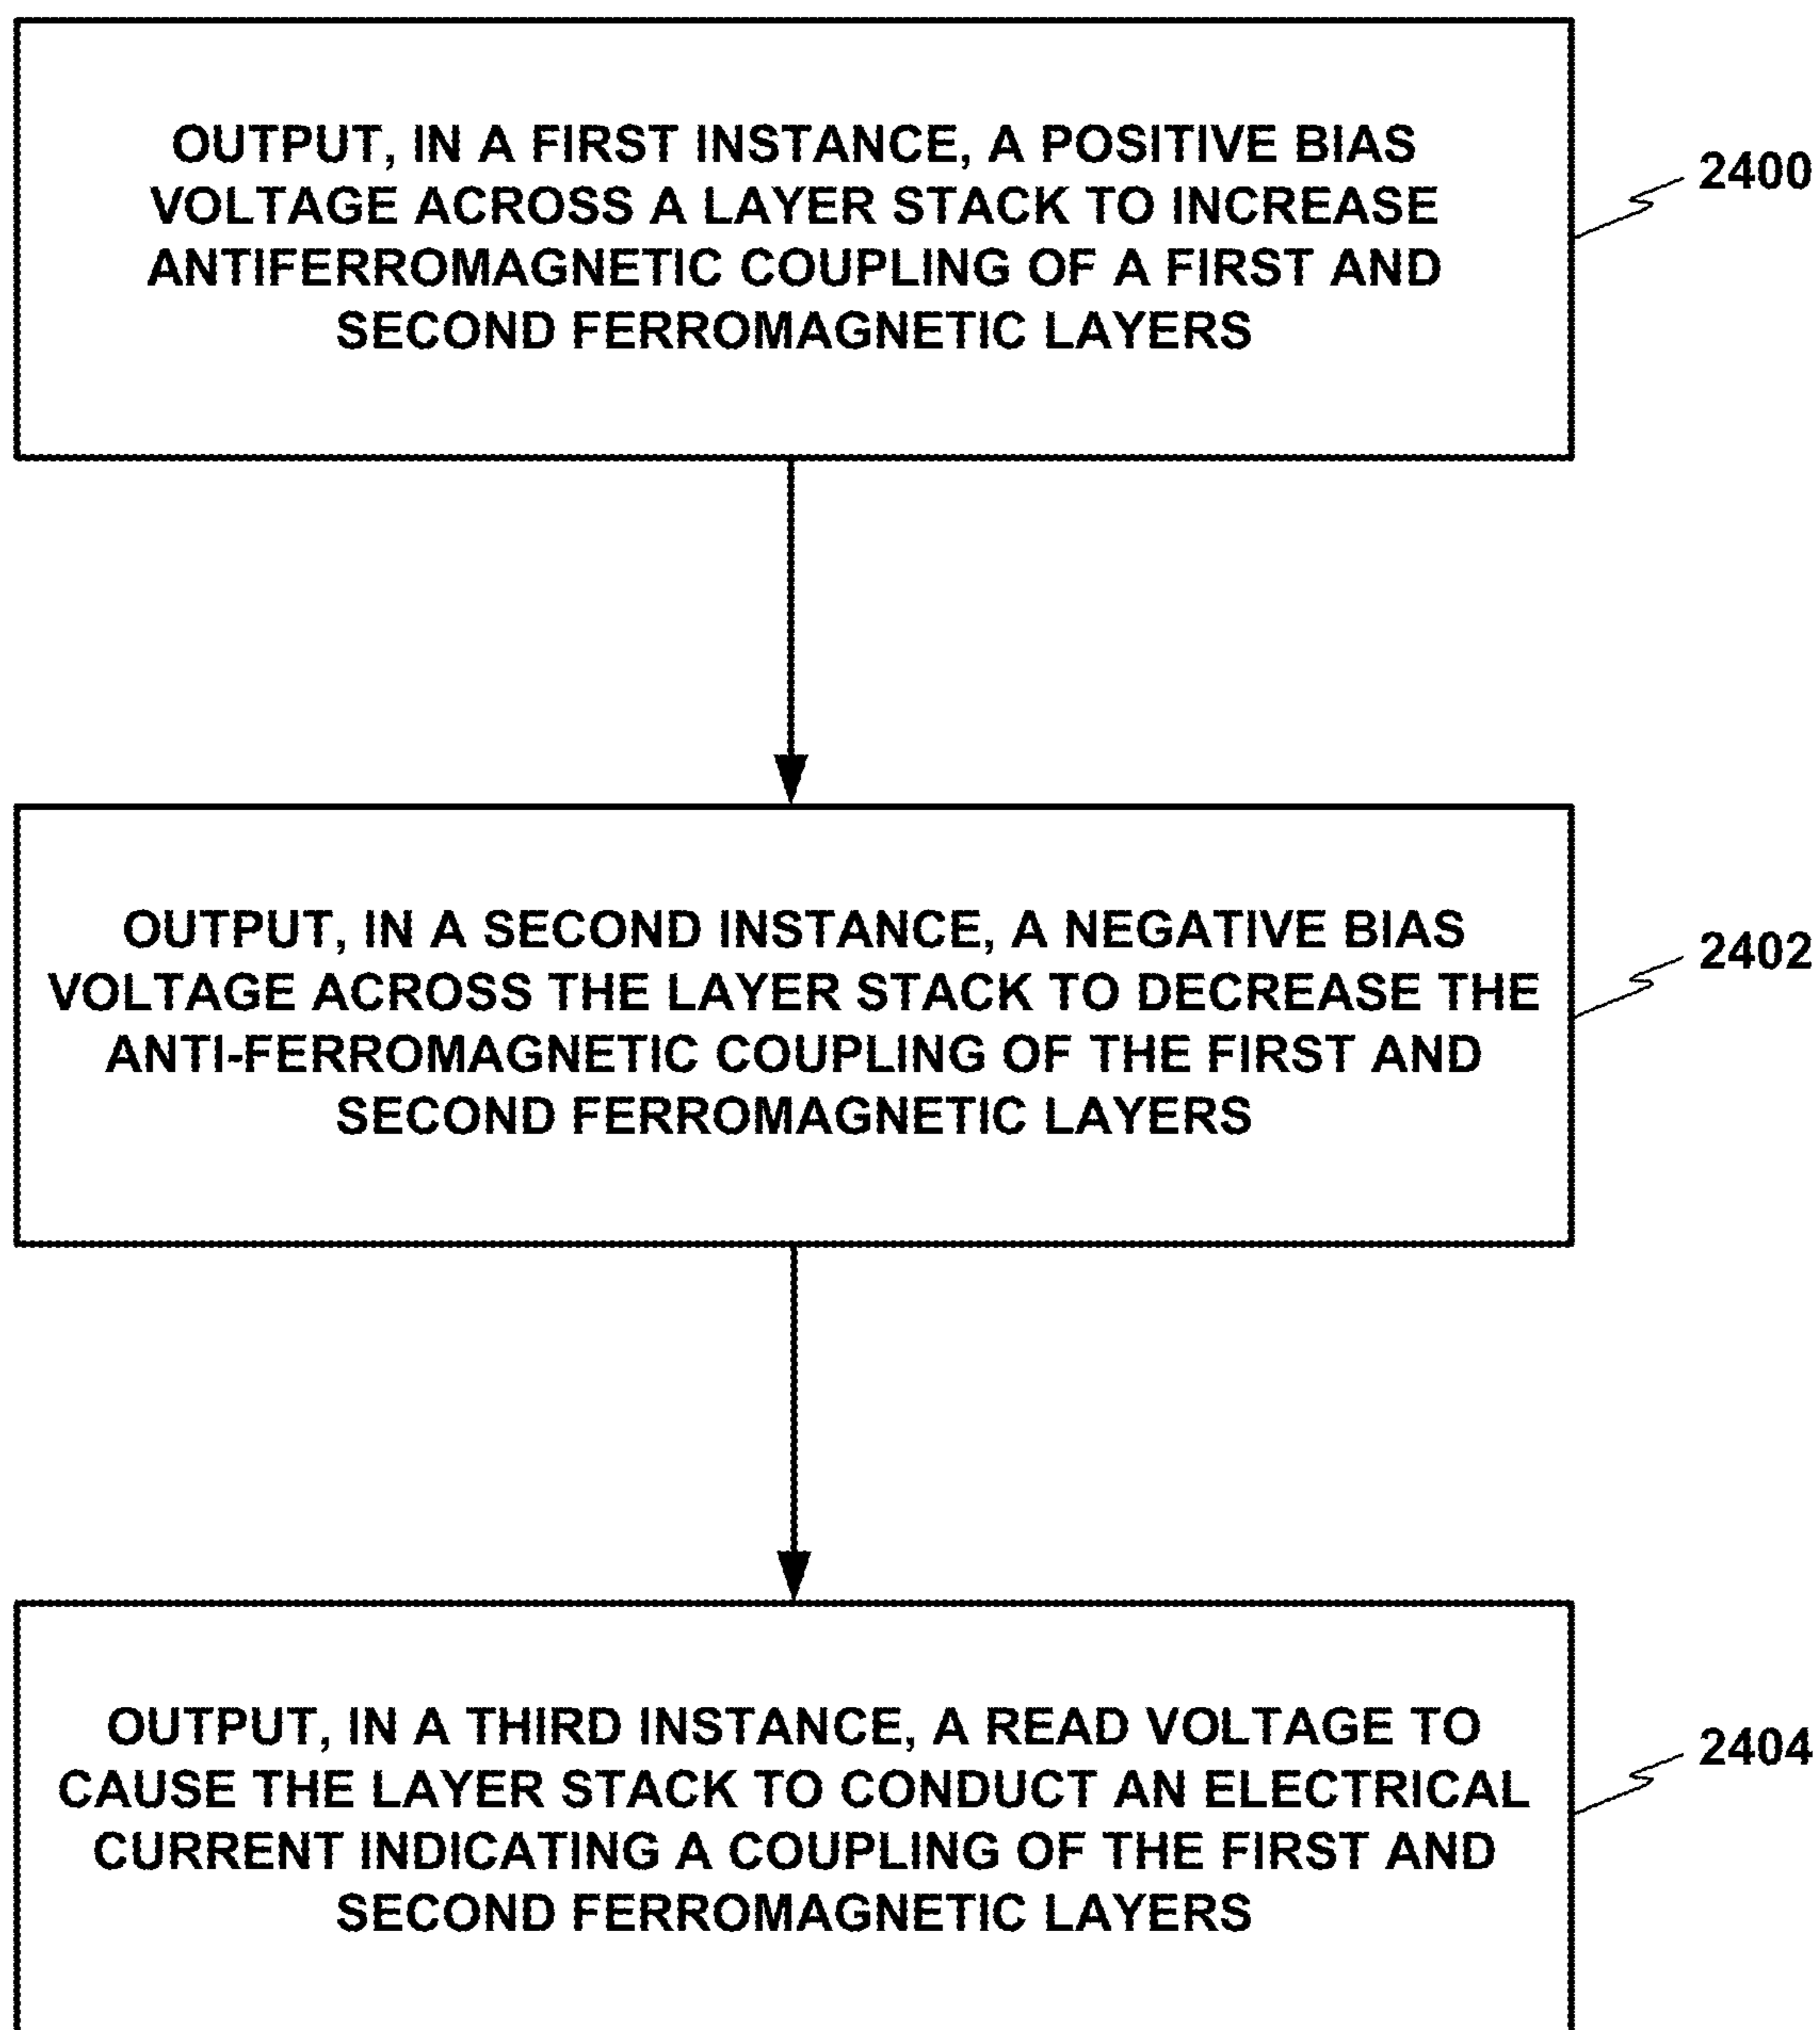 OUTPUT, IN A FIRST INSTANCE, A POSITIVE BIAS
VOLTAGE ACROSS A LAYER STACK TO INCREASE
ANTIFERROMAGNETIC COUPLING OF A FIRST AND
SECOND FERROMAGNETIC LAYERS
2400
OUTPUT, IN A SECOND INSTANCE, A NEGATIVE BIAS
VOLTAGE ACROSS THE LAYER STACK TO DECREASE THE
ANTI-FERROMAGNETIC COUPLING OF THE FIRST AND
SECOND FERROMAGNETIC LAYERS
2402
OUTPUT, IN A THIRD INSTANCE, A READ VOLTAGE TO
CAUSE THE LAYER STACK TO CONDUCT AN ELECTRICAL
CURRENT INDICATING A COUPLING OF THE FIRST AND
SECOND FERROMAGNETIC LAYERS
2404